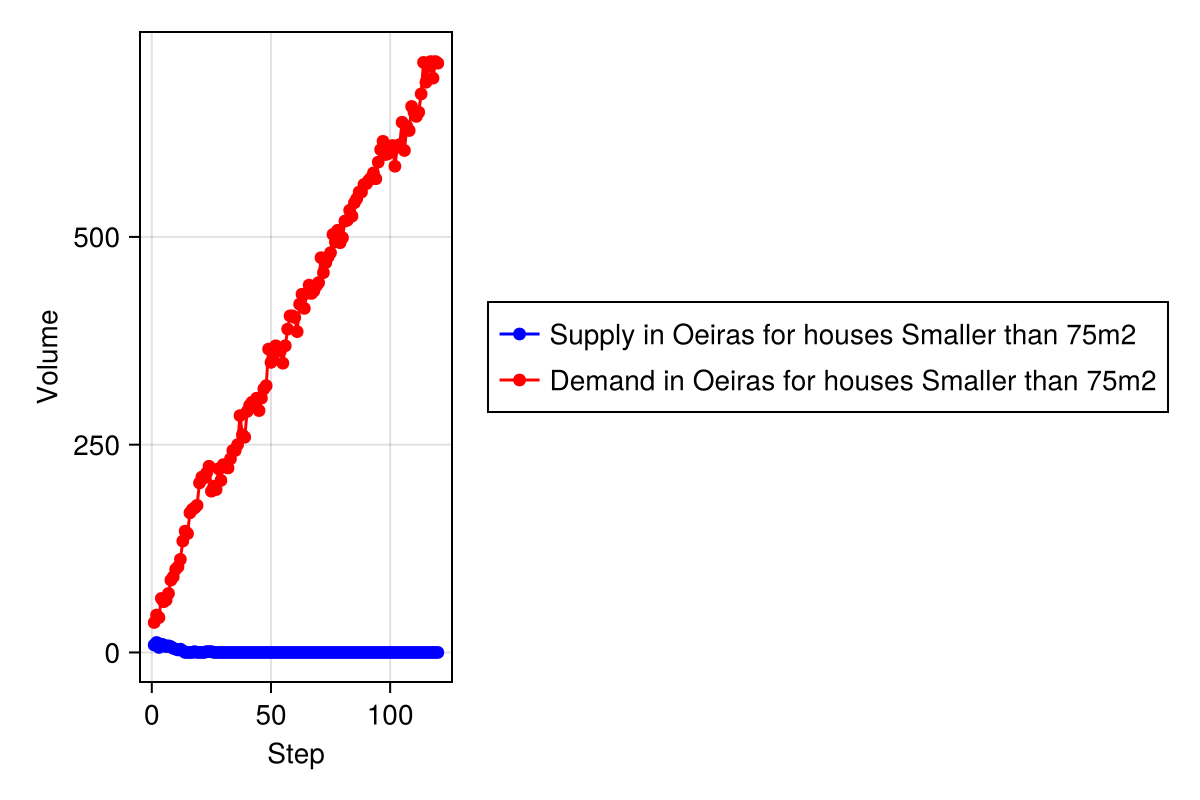 500
250
0
Volume
0 50 100
Step
Supply in Oeiras for houses Smaller than 75m2
Demand in Oeiras for houses Smaller than 75m2